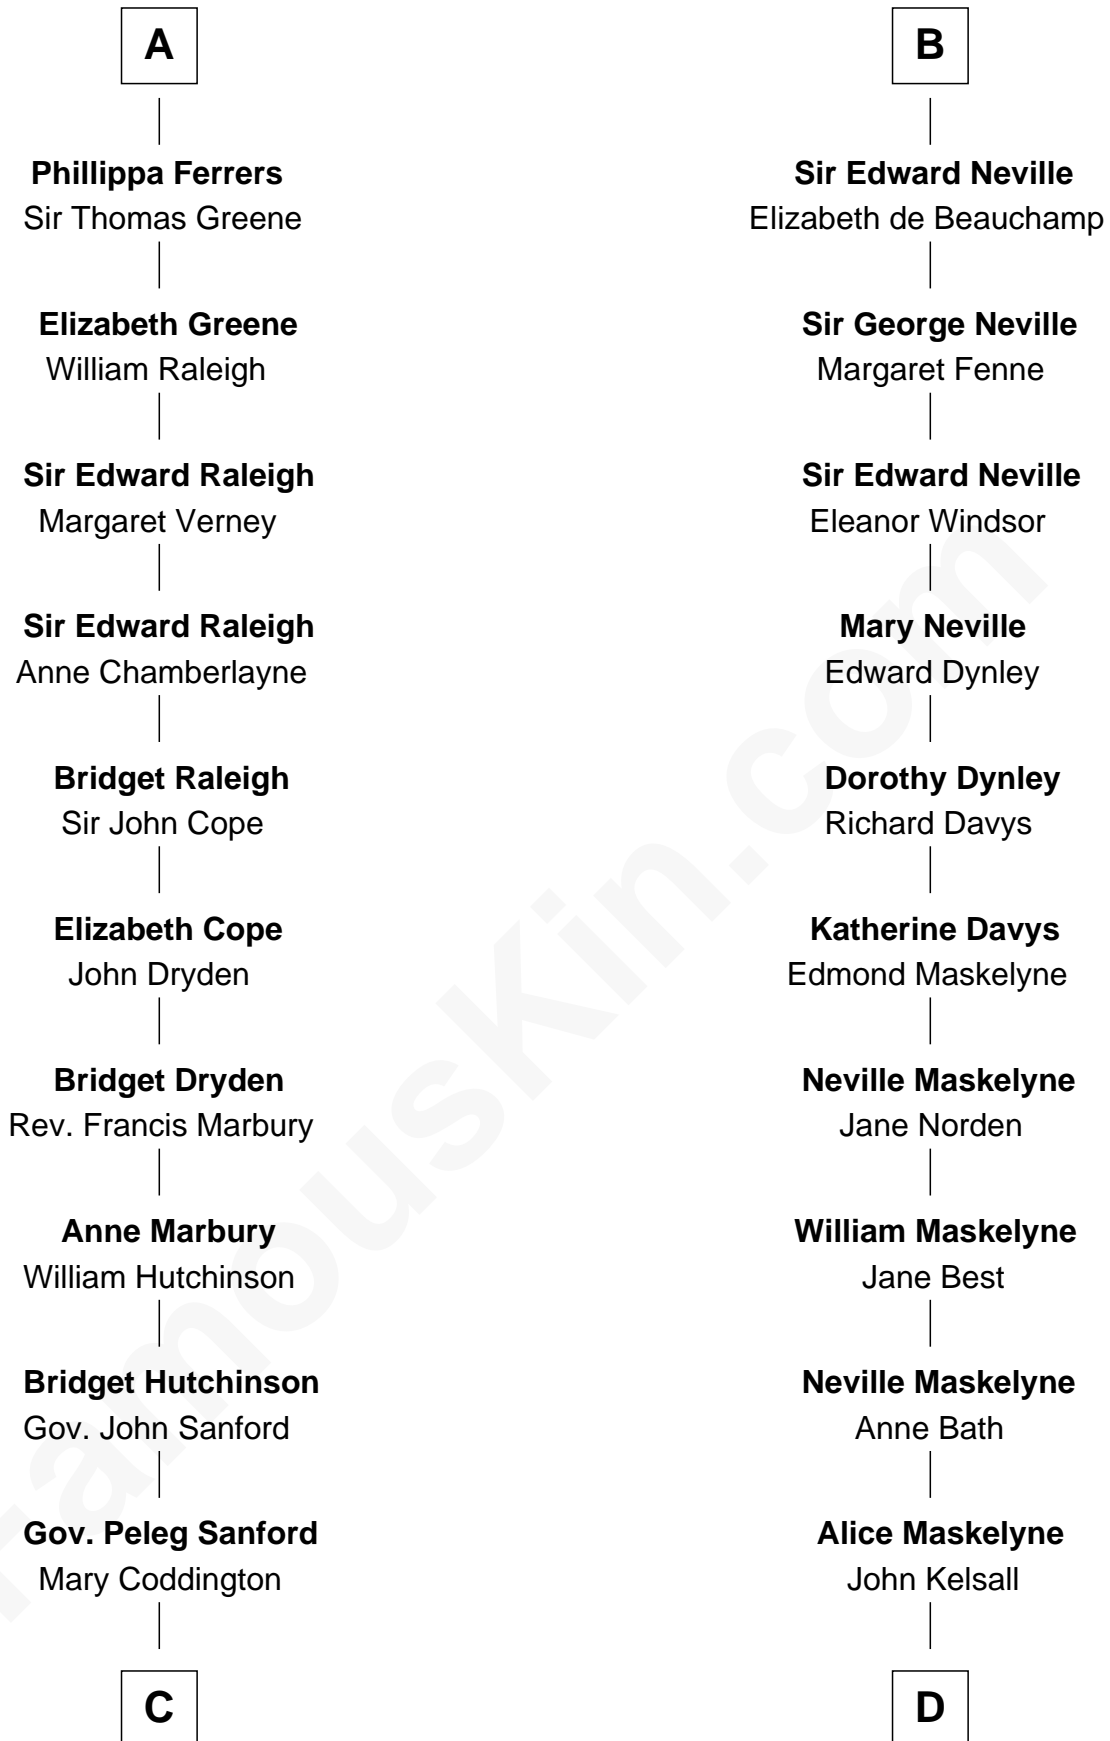 A
Phillippa Ferrers
Sir Thomas Greene
Elizabeth Greene
William Raleigh
Sir Edward Raleigh
Margaret Verney
Sir Edward Raleigh
Anne Chamberlayne
Bridget Raleigh
Sir John Cope
Elizabeth Cope
John Dryden
Bridget Dryden
Rev. Francis Marbury
Anne Marbury
William Hutchinson
Bridget Hutchinson
Gov. John Sanford
Gov. Peleg Sanford
Mary Coddington
C
B
Sir Edward Neville
Elizabeth de Beauchamp
Sir George Neville
Margaret Fenne
Sir Edward Neville
Eleanor Windsor
Mary Neville
Edward Dynley
Dorothy Dynley
Richard Davys
Katherine Davys
Edmond Maskelyne
Neville Maskelyne
Jane Norden
William Maskelyne
Jane Best
Neville Maskelyne
Anne Bath
Alice Maskelyne
John Kelsall
D
FamousKin.com